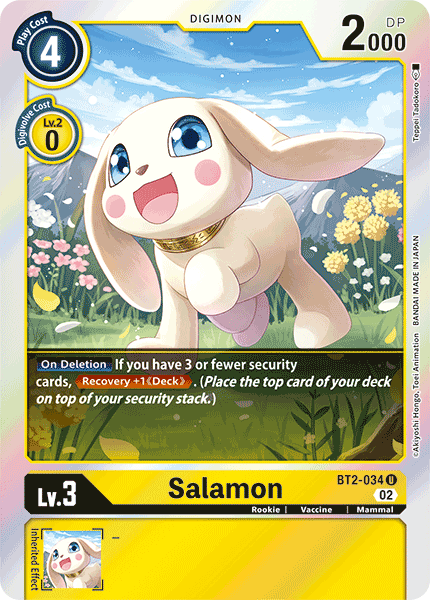 DIGIMON
Play Cost
4
DP
2000
Digivolve Cost
Lv.2
0
Teppei Tadokoro
©Akiyoshi Hongo, Toei Animation BANDAI MADE IN JAPAN
On Deletion If you have 3 or fewer security
cards, Recovery +1《Deck》. (Place the top card of your deck
on top of your security stack.)
Lv.3
Salamon
BT2-034 U
02
Rookie | Vaccine | Mammal
Inherited Effect
—